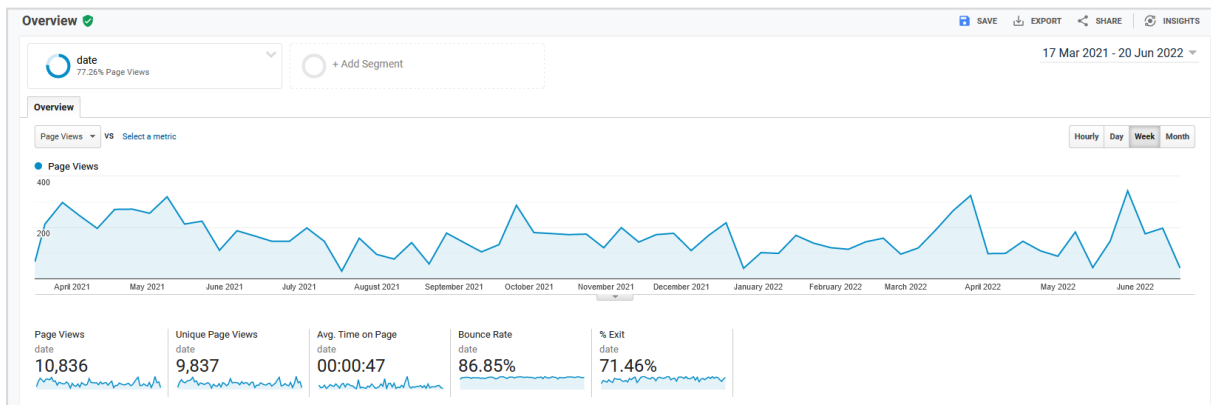 Overview
SAVE EXPORT SHARE INSIGHTS
date
77.26% Page Views
+ Add Segment
17 Mar 2021 - 20 Jun 2022
Overview
Page Views VS Select a metric
Hourly Day Week Month
Page Views
400
200
April 2021 May 2021 June 2021 July 2021 August 2021 September 2021 October 2021 November 2021 December 2021 January 2022 February 2022 March 2022 April 2022 May 2022 June 2022
Page Views Unique Page Views Avg. Time on Page Bounce Rate % Exit
date date date date date
10,836 9,837 00:00:47 86.85% 71.46%